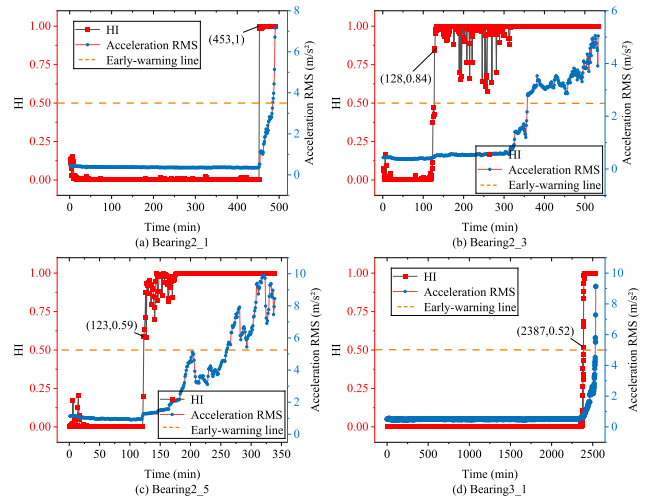 1.00
0.75
0.50
0.25
0.00
HI
HI
Acceleration RMS
Early-warning line
(453,1)
8
6
4
2
0
Acceleration RMS (m/s²)
0
100
200
300
400
500
Time (min)
(a) Bearing2_1
1.00
0.75
0.50
0.25
0.00
HI
(128,0.84)
HI
Acceleration RMS
Early-warning line
6
4
2
0
Acceleration RMS (m/s²)
0
100
200
300
400
500
Time (min)
(b) Bearing2_3
1.00
0.75
0.50
0.25
0.00
HI
(123,0.59)
HI
Acceleration RMS
Early-warning line
10
8
6
4
2
0
Acceleration RMS (m/s²)
0
50
100
150
200
250
300
350
Time (min)
(c) Bearing2_5
1.00
0.75
0.50
0.25
0.00
HI
HI
Acceleration RMS
Early-warning line
(2387,0.52)
10
8
6
4
2
0
Acceleration RMS (m/s²)
0
500
1000
1500
2000
2500
Time (min)
(d) Bearing3_1